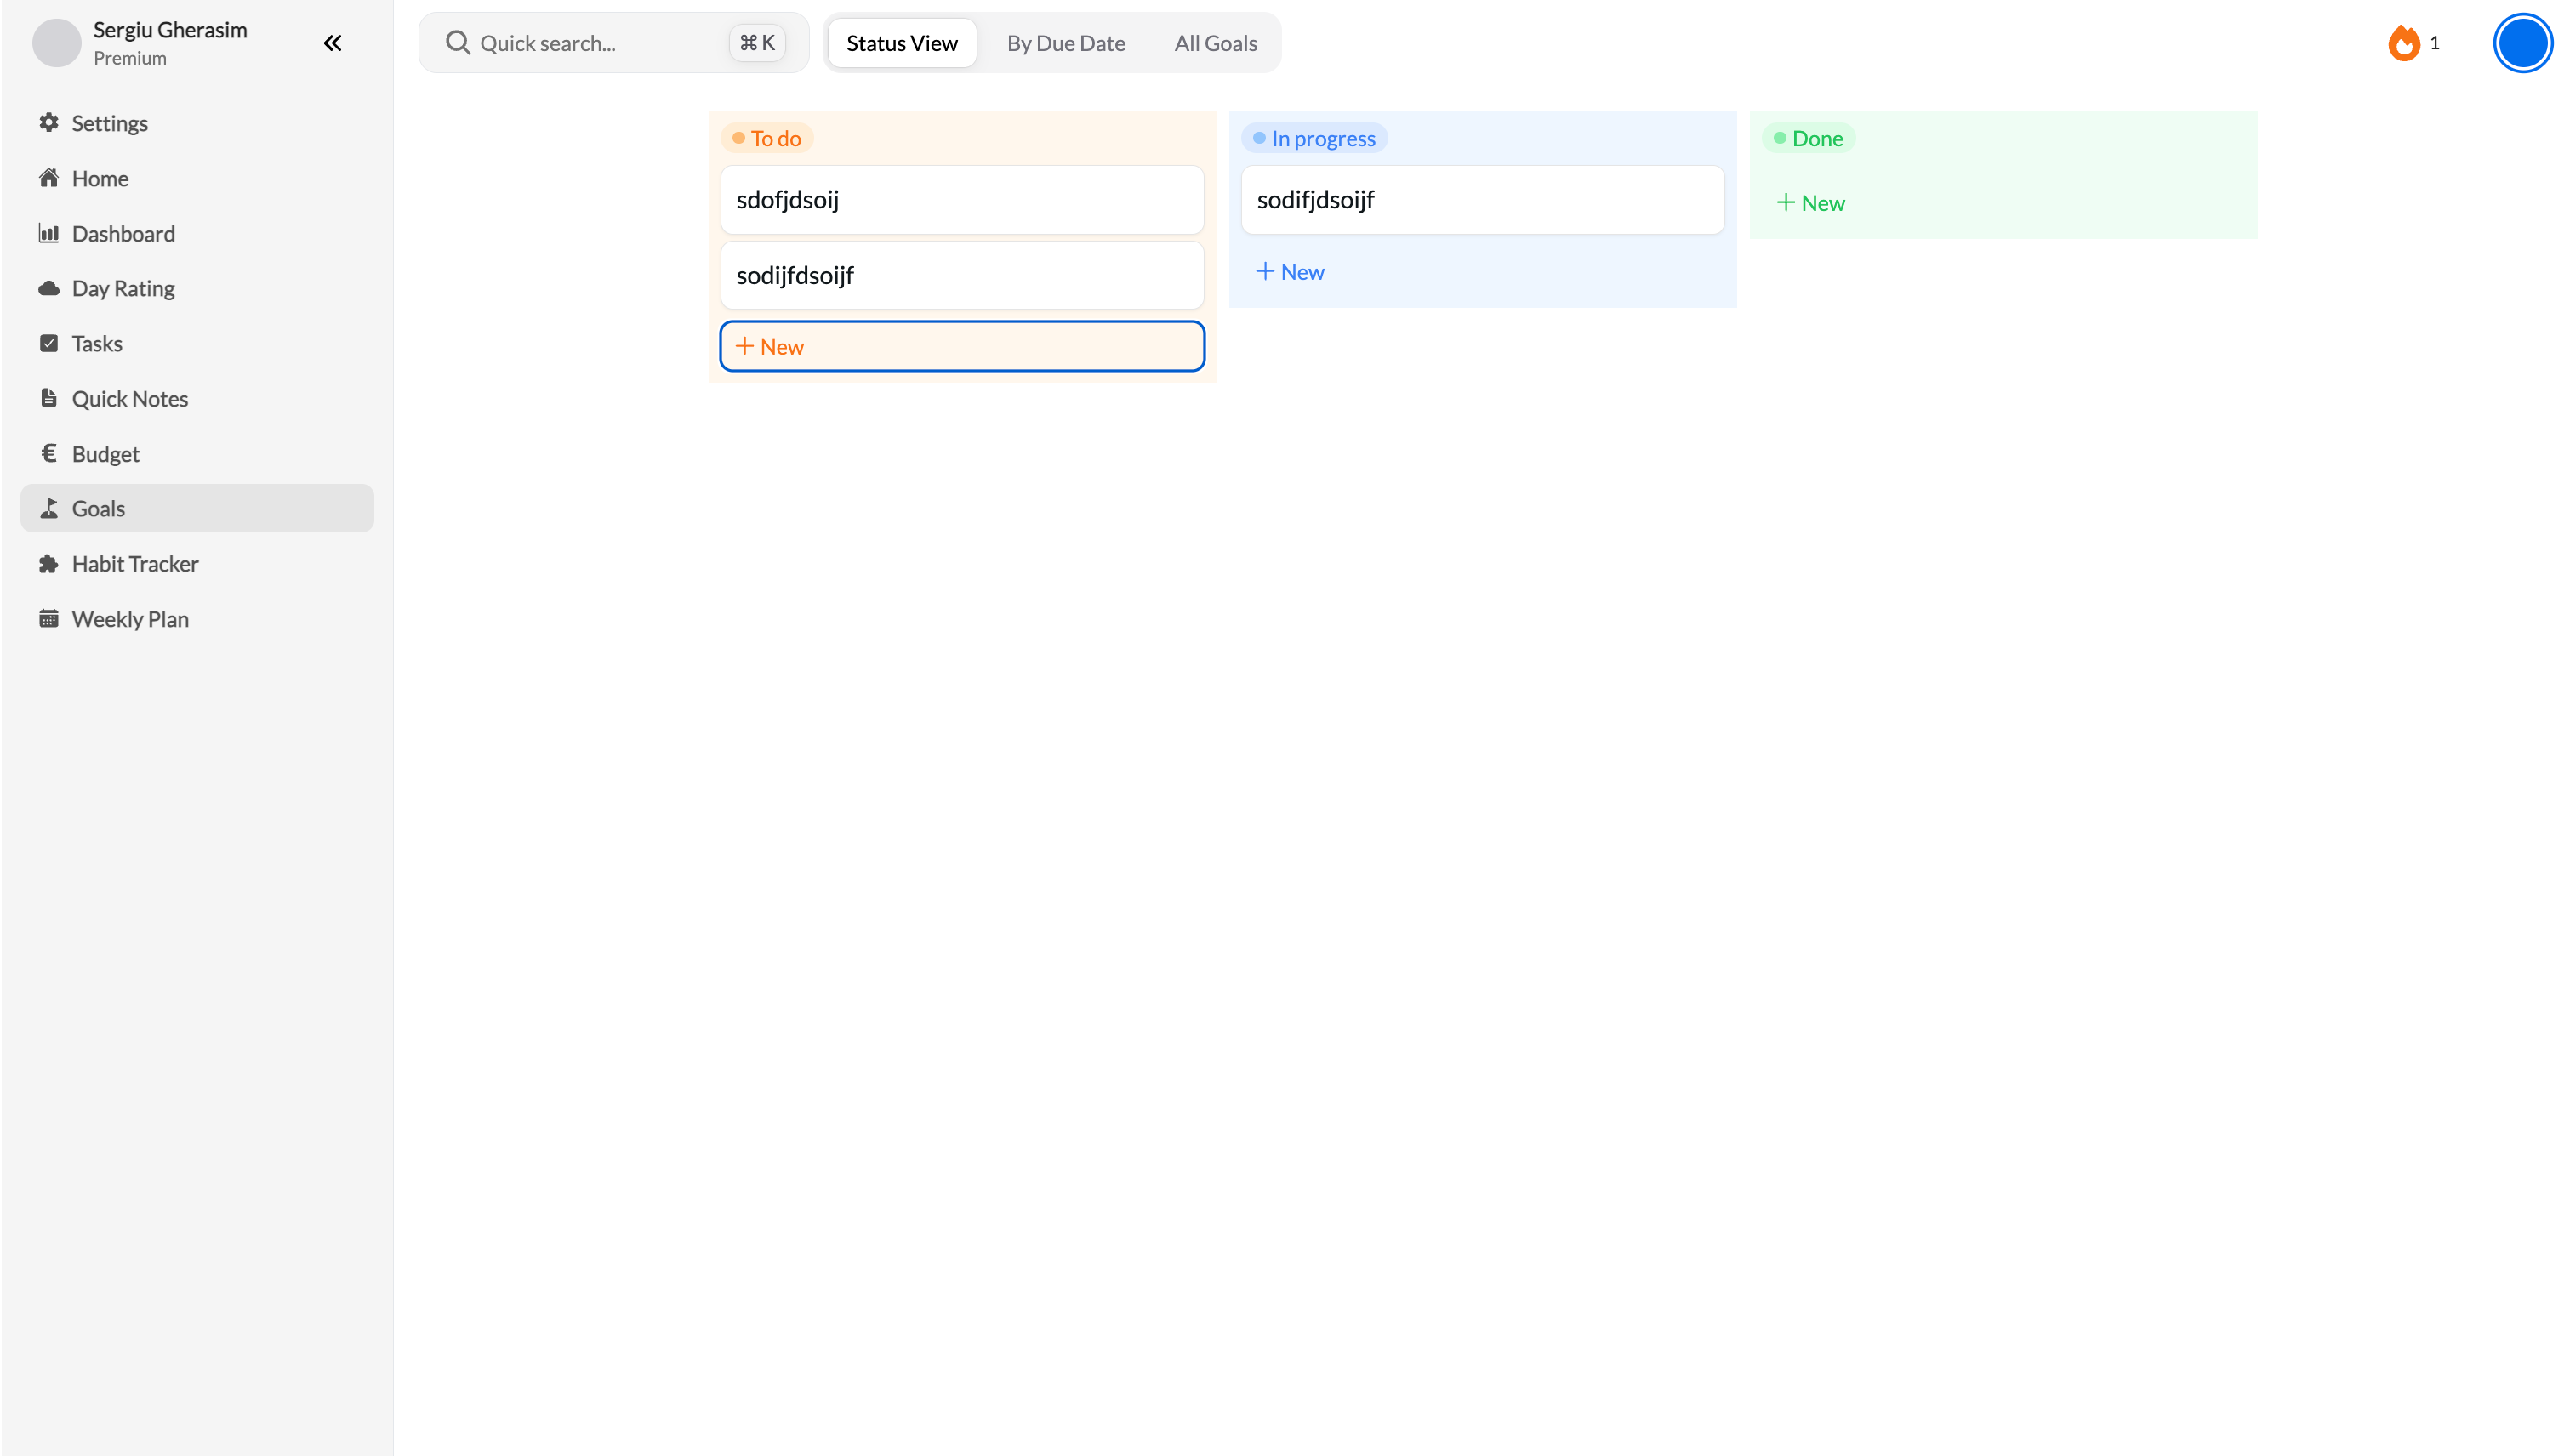 Sergiu Gherasim
Premium
Settings
Home
Dashboard
Day Rating
Tasks
Quick Notes
Budget
Goals
Habit Tracker
Weekly Plan
Quick search... ⌘ K
Status View By Due Date All Goals
1
To do
sdofjdsoij
sodijfdsoijf
+ New
In progress
sodifjdsoijf
+ New
Done
+ New